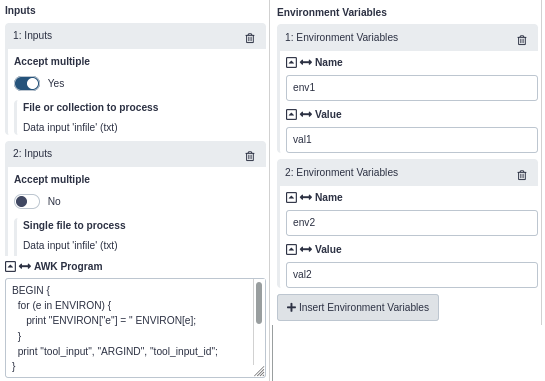 Inputs
1: Inputs
Accept multiple
Yes
File or collection to process
Data input 'infile' (txt)
2: Inputs
Accept multiple
No
Single file to process
Data input 'infile' (txt)
AWK Program
BEGIN {
for (e in ENVIRON) {
print "ENVIRON["e"] = " ENVIRON[e];
}
print "tool_input", "ARGIND", "tool_input_id";
}
Environment Variables
1: Environment Variables
Name
env1
Value
val1
2: Environment Variables
Name
env2
Value
val2
Insert Environment Variables